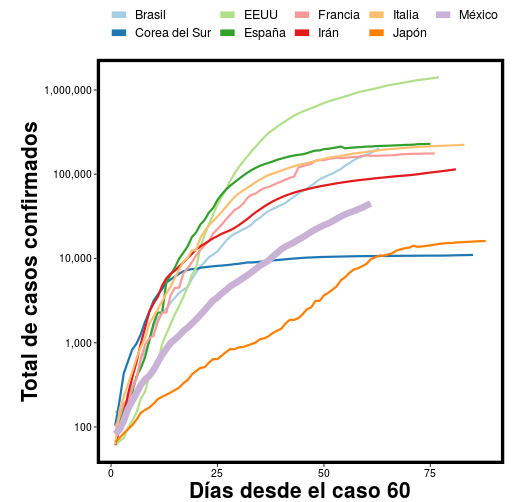 Brasil EEUU Francia Italia México
Corea del Sur España Irán Japón
1,000,000
100,000
10,000
1,000
100
Total de casos confirmados
0 25 50 75
Días desde el caso 60